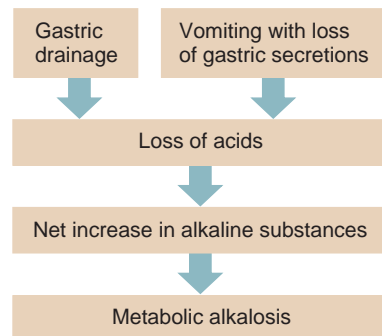 Gastric
drainage
Vomiting with loss
of gastric secretions
Loss of acids
Net increase in alkaline substances
Metabolic alkalosis